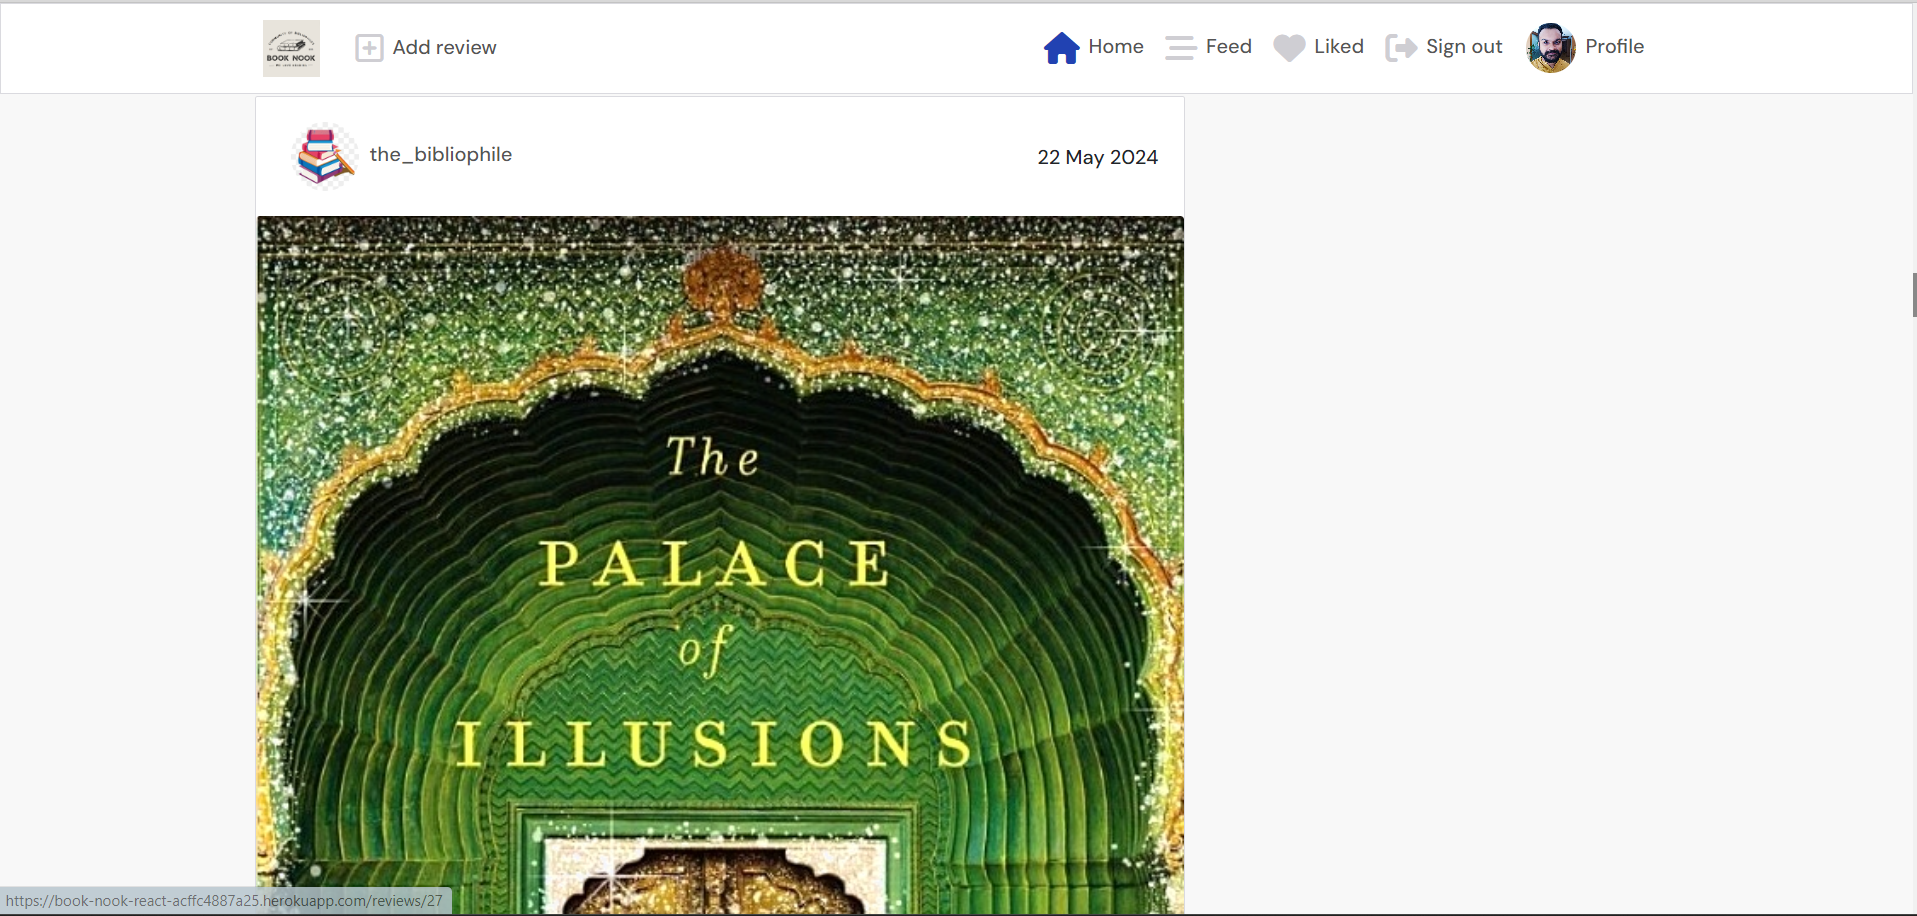 BOOK NOOK
Add review
Home
Feed
Liked
Sign out
Profile
the_bibliophile
22 May 2024
The
PALACE
of
ILLUSIONS
https://book-nook-react-acffc4887a25.herokuapp.com/reviews/27